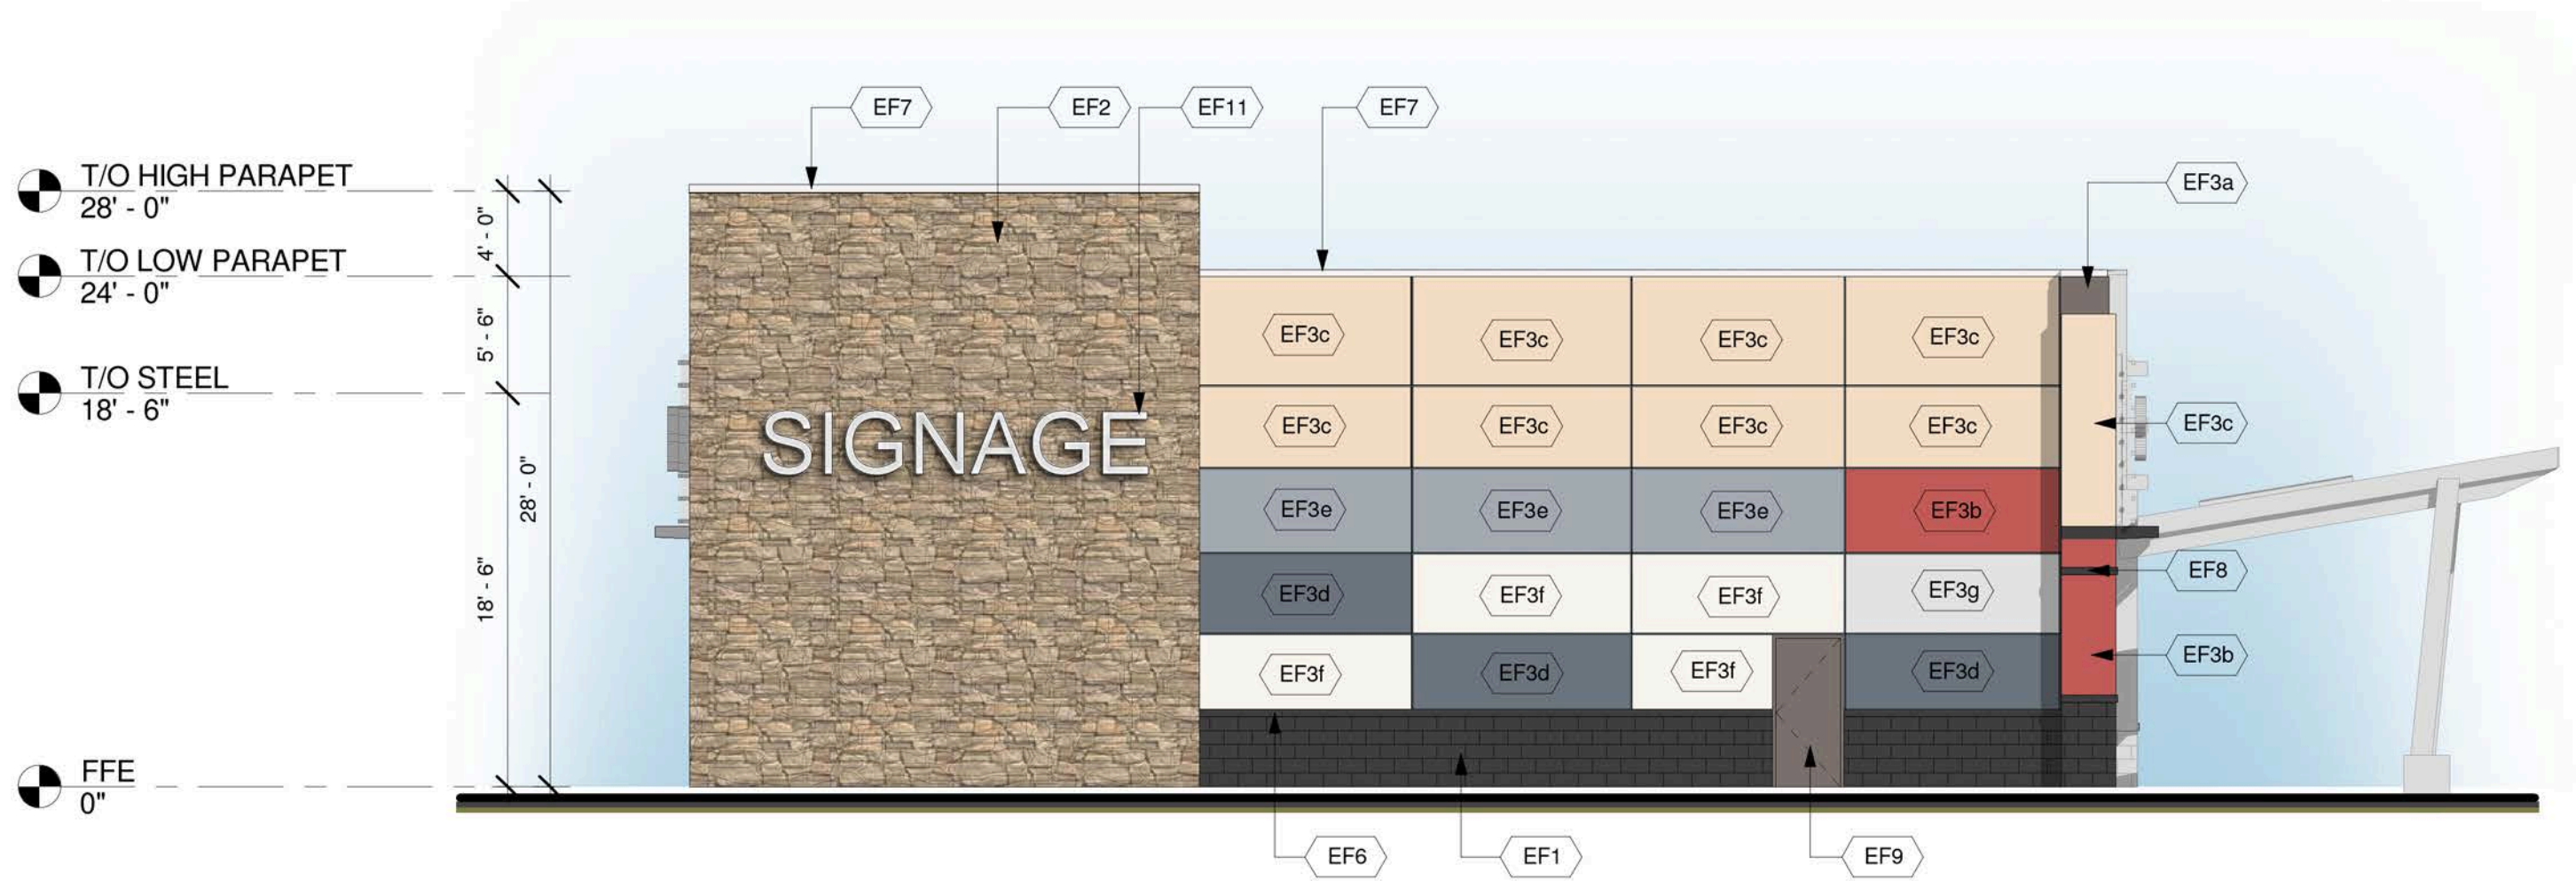 EF7
EF2
EF11
EF7
T/O HIGH PARAPET
28' - 0"
EF3a
4' - 0"
T/O LOW PARAPET
24' - 0"
5' - 6"
EF3c
EF3c
EF3c
EF3c
T/O STEEL
18' - 6"
SIGNAGE
EF3c
EF3c
EF3c
EF3c
EF3c
28' - 0"
EF3e
EF3e
EF3e
EF3b
18' - 6"
EF3d
EF3f
EF3f
EF3g
EF8
EF3f
EF3d
EF3f
EF3d
EF3b
FFE
0"
EF6
EF1
EF9